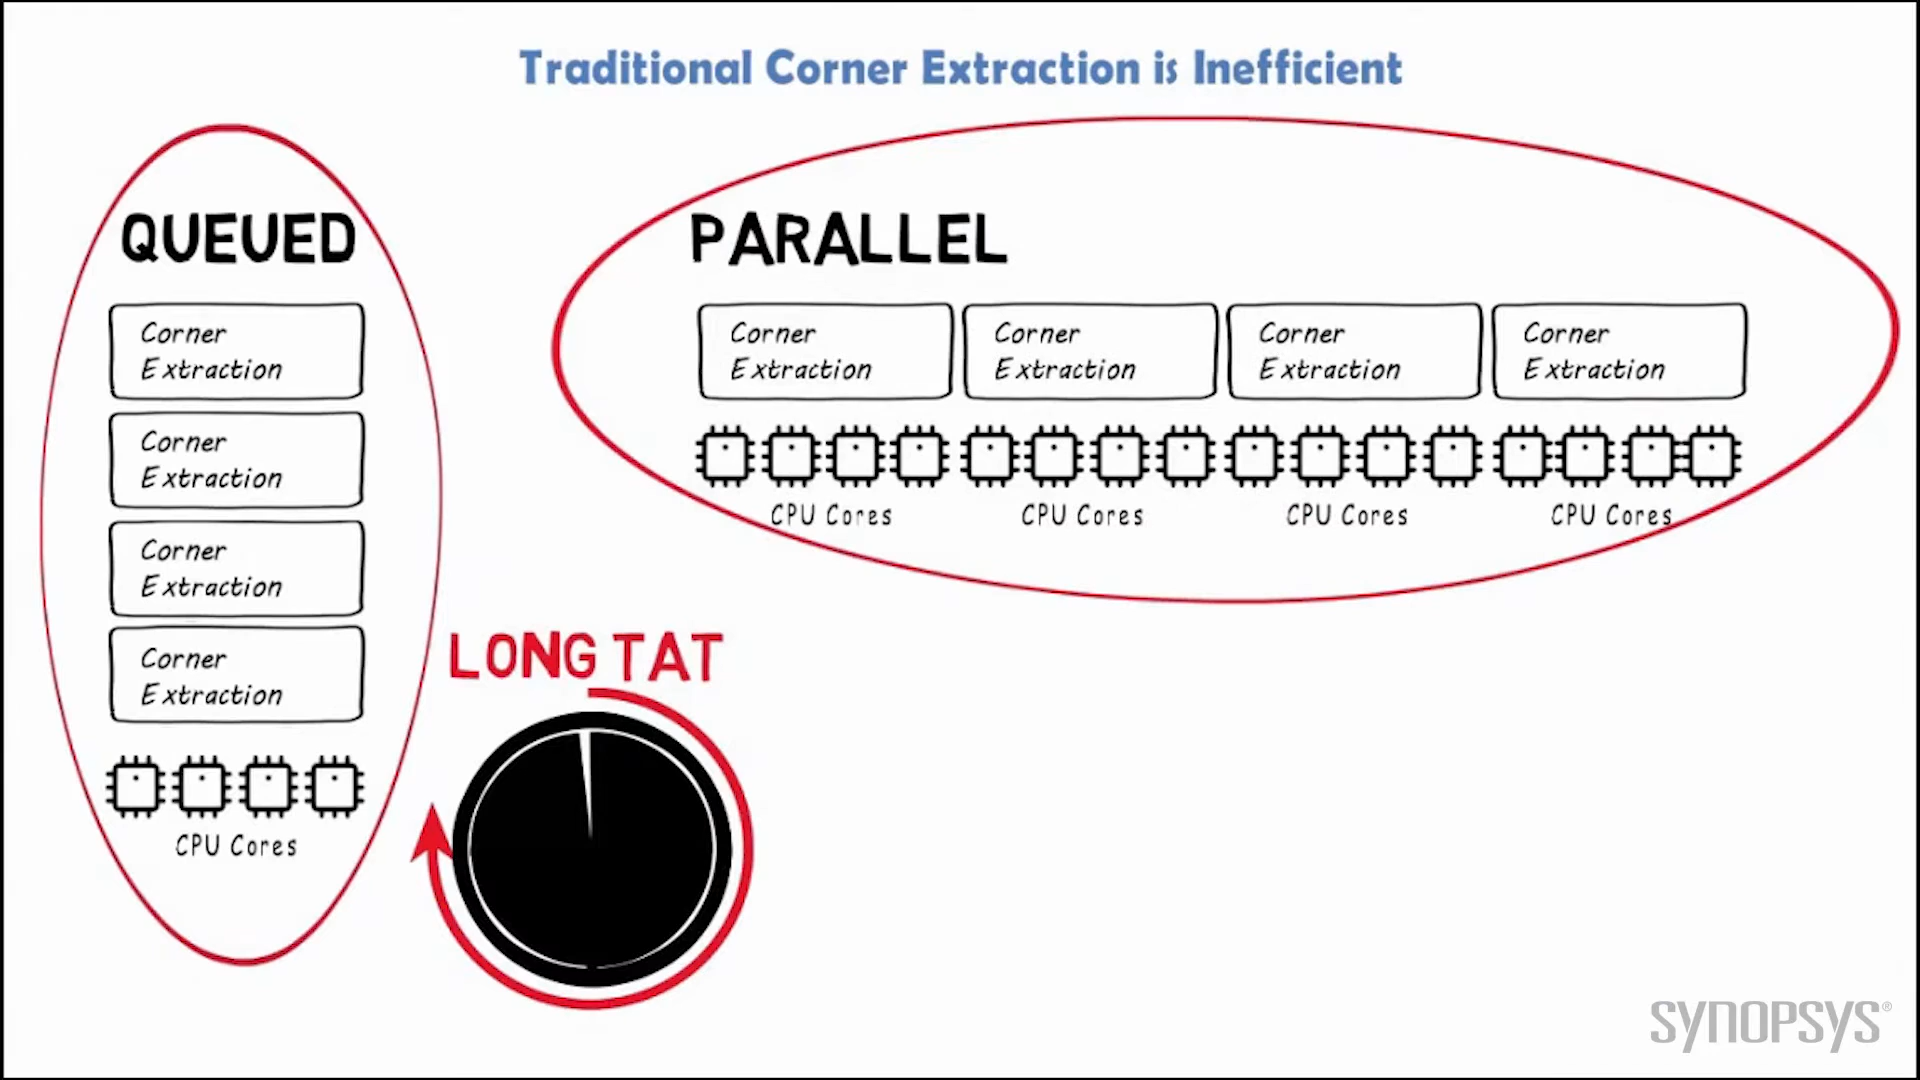 Traditional Corner Extraction is Inefficient
QUEUED
Corner
Extraction
Corner
Extraction
Corner
Extraction
Corner
Extraction
CPU Cores
PARALLEL
Corner
Extraction
Corner
Extraction
Corner
Extraction
Corner
Extraction
CPU Cores
CPU Cores
CPU Cores
CPU Cores
LONG TAT
SYNOPSYS®